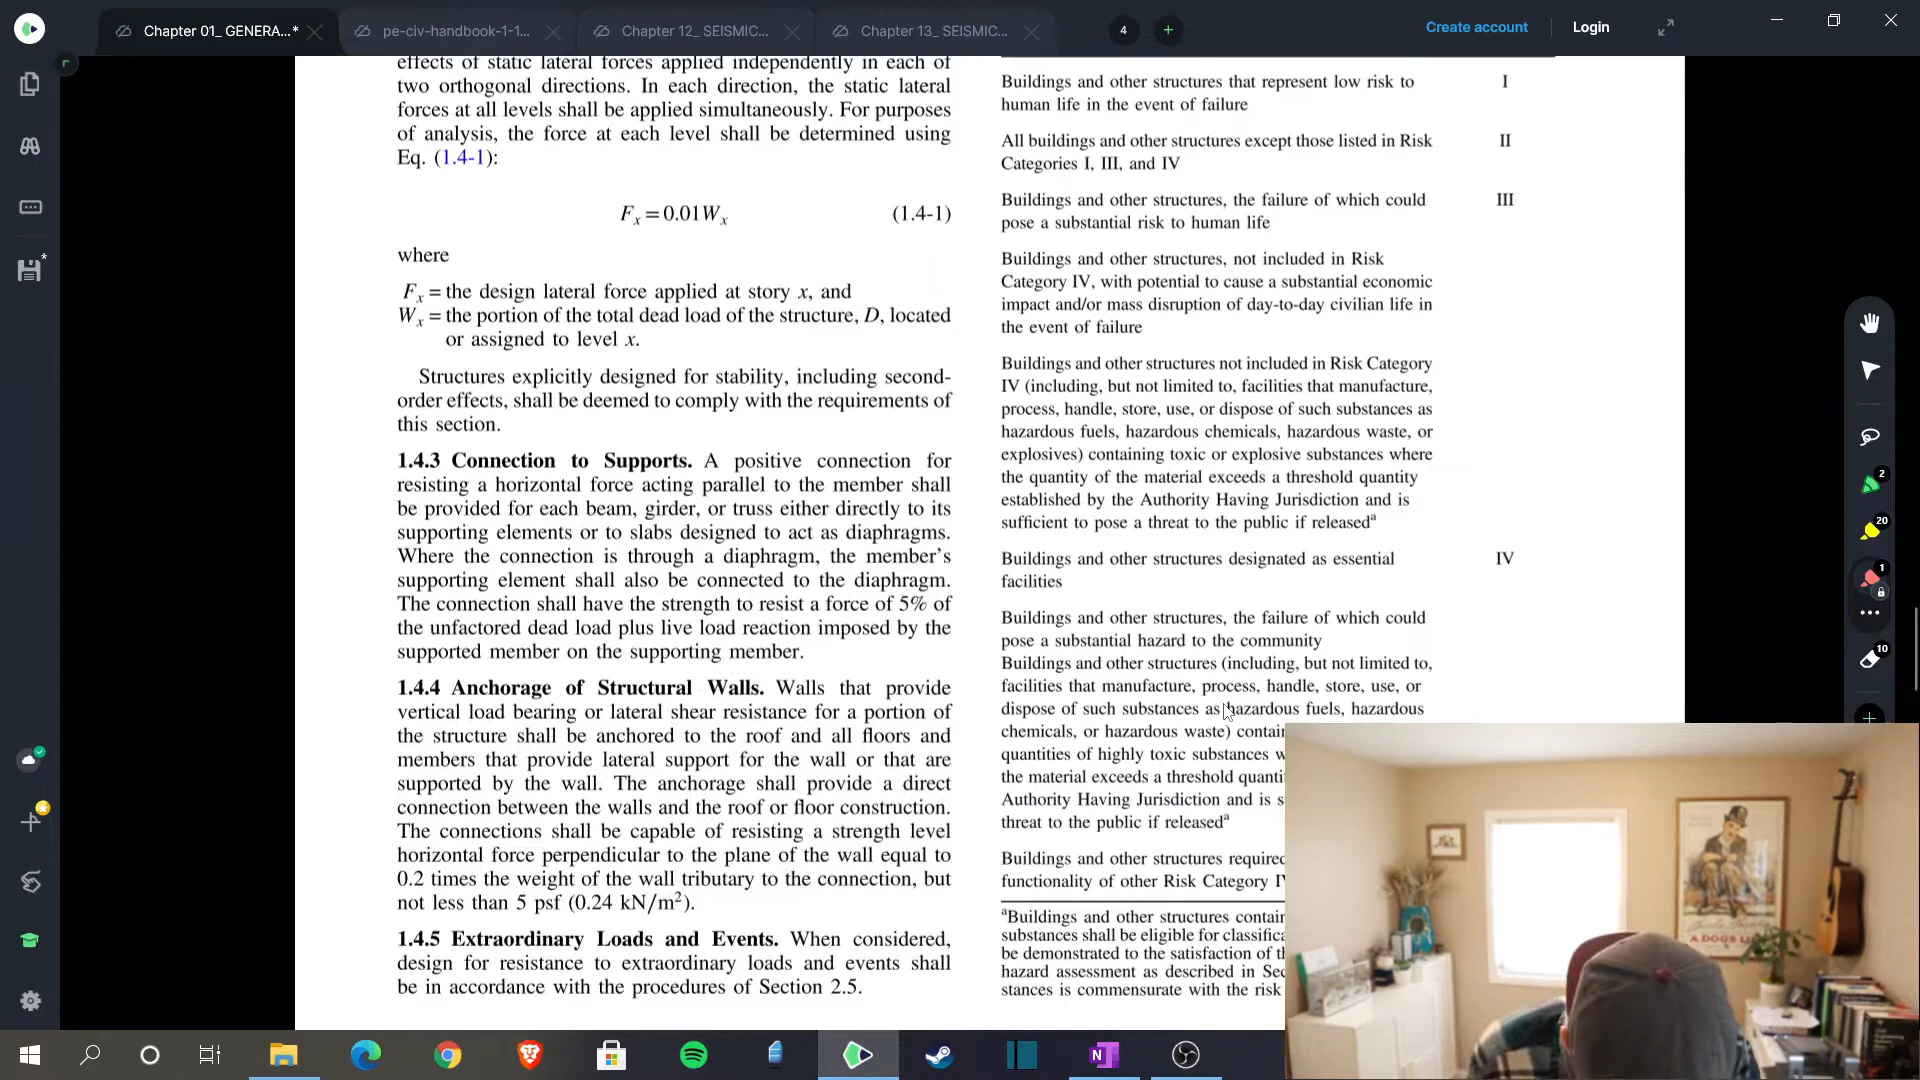 Chapter 01_ GENERA...*
pe-civ-handbook-1-1...
Chapter 12_ SEISMIC...
Chapter 13_ SEISMIC...
4
Create account
Login
effects of static lateral forces applied independently in each of
two orthogonal directions. In each direction, the static lateral
forces at all levels shall be applied simultaneously. For purposes
of analysis, the force at each level shall be determined using
Eq. (1.4-1):
Fx = 0.01Wx (1.4-1)
where
Fx = the design lateral force applied at story x, and
Wx = the portion of the total dead load of the structure, D, located
or assigned to level x.
Structures explicitly designed for stability, including second-
order effects, shall be deemed to comply with the requirements of
this section.
1.4.3 Connection to Supports. A positive connection for
resisting a horizontal force acting parallel to the member shall
be provided for each beam, girder, or truss either directly to its
supporting elements or to slabs designed to act as diaphragms.
Where the connection is through a diaphragm, the member's
supporting element shall also be connected to the diaphragm.
The connection shall have the strength to resist a force of 5% of
the unfactored dead load plus live load reaction imposed by the
supported member on the supporting member.
1.4.4 Anchorage of Structural Walls. Walls that provide
vertical load bearing or lateral shear resistance for a portion of
the structure shall be anchored to the roof and all floors and
members that provide lateral support for the wall or that are
supported by the wall. The anchorage shall provide a direct
connection between the walls and the roof or floor construction.
The connections shall be capable of resisting a strength level
horizontal force perpendicular to the plane of the wall equal to
0.2 times the weight of the wall tributary to the connection, but
not less than 5 psf (0.24 kN/m²).
1.4.5 Extraordinary Loads and Events. When considered,
design for resistance to extraordinary loads and events shall
be in accordance with the procedures of Section 2.5.
Buildings and other structures that represent low risk to I
human life in the event of failure
All buildings and other structures except those listed in Risk II
Categories I, III, and IV
Buildings and other structures, the failure of which could III
pose a substantial risk to human life
Buildings and other structures, not included in Risk
Category IV, with potential to cause a substantial economic
impact and/or mass disruption of day-to-day civilian life in
the event of failure
Buildings and other structures not included in Risk Category
IV (including, but not limited to, facilities that manufacture,
process, handle, store, use, or dispose of such substances as
hazardous fuels, hazardous chemicals, hazardous waste, or
explosives) containing toxic or explosive substances where
the quantity of the material exceeds a threshold quantity
established by the Authority Having Jurisdiction and is
sufficient to pose a threat to the public if releasedᵃ
Buildings and other structures designated as essential IV
facilities
Buildings and other structures, the failure of which could
pose a substantial hazard to the community
Buildings and other structures (including, but not limited to,
facilities that manufacture, process, handle, store, use, or
dispose of such substances as hazardous fuels, hazardous
chemicals, or hazardous waste) contain
quantities of highly toxic substances w
the material exceeds a threshold quanti
Authority Having Jurisdiction and is s
threat to the public if releasedᵃ
Buildings and other structures required
functionality of other Risk Category IV
ᵃBuildings and other structures contain
substances shall be eligible for classifica
be demonstrated to the satisfaction of th
hazard assessment as described in Sec
stances is commensurate with the risk
2
20
1
10
A DOG'S LI
N